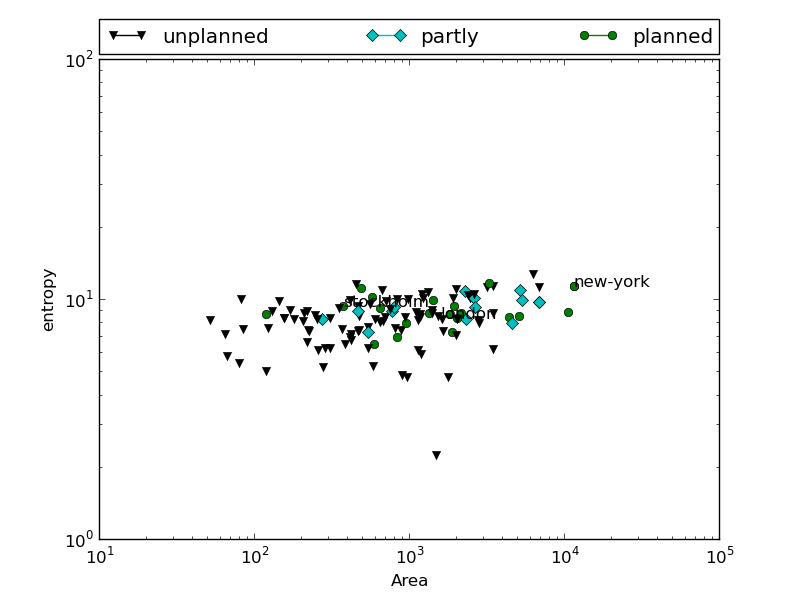 unplanned partly planned
10^2
entropy
10^1
10^0
new-york
stockholm
london
10^1 10^2 10^3 10^4 10^5
Area